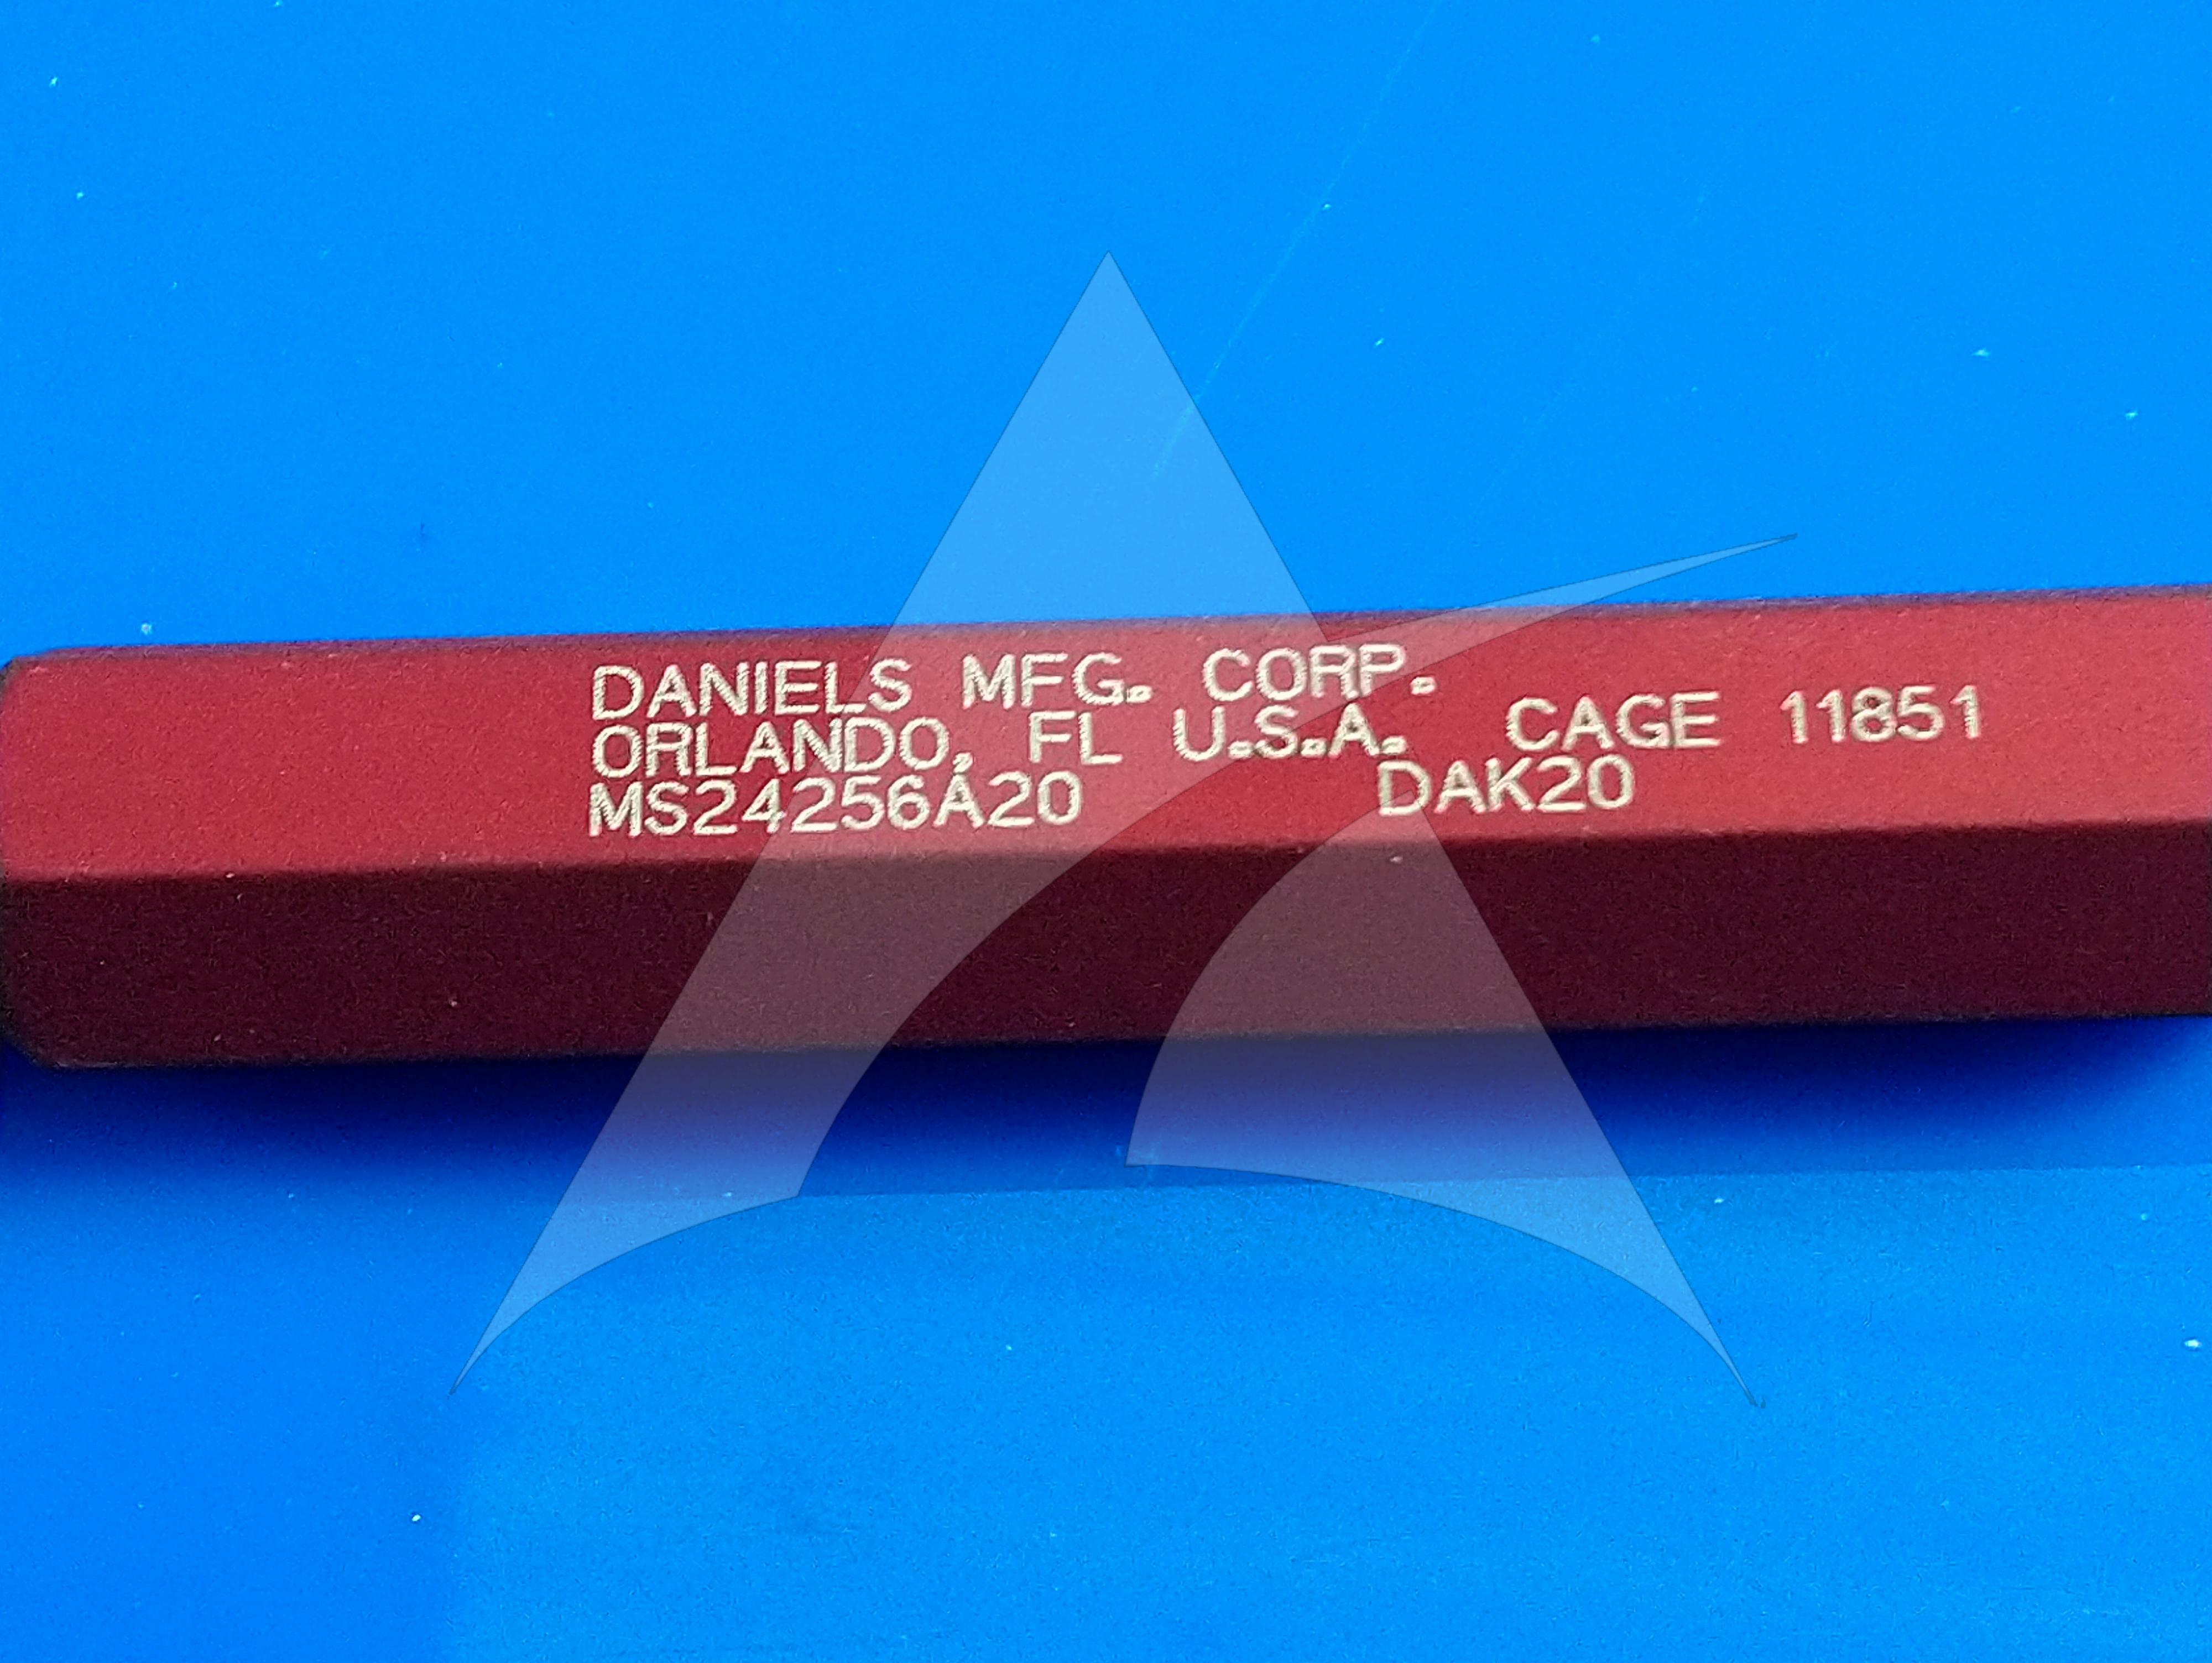 DANIELS MFG. CORP.
ORLANDO, FL U.S.A. CAGE 11851
MS24256A20 DAK20